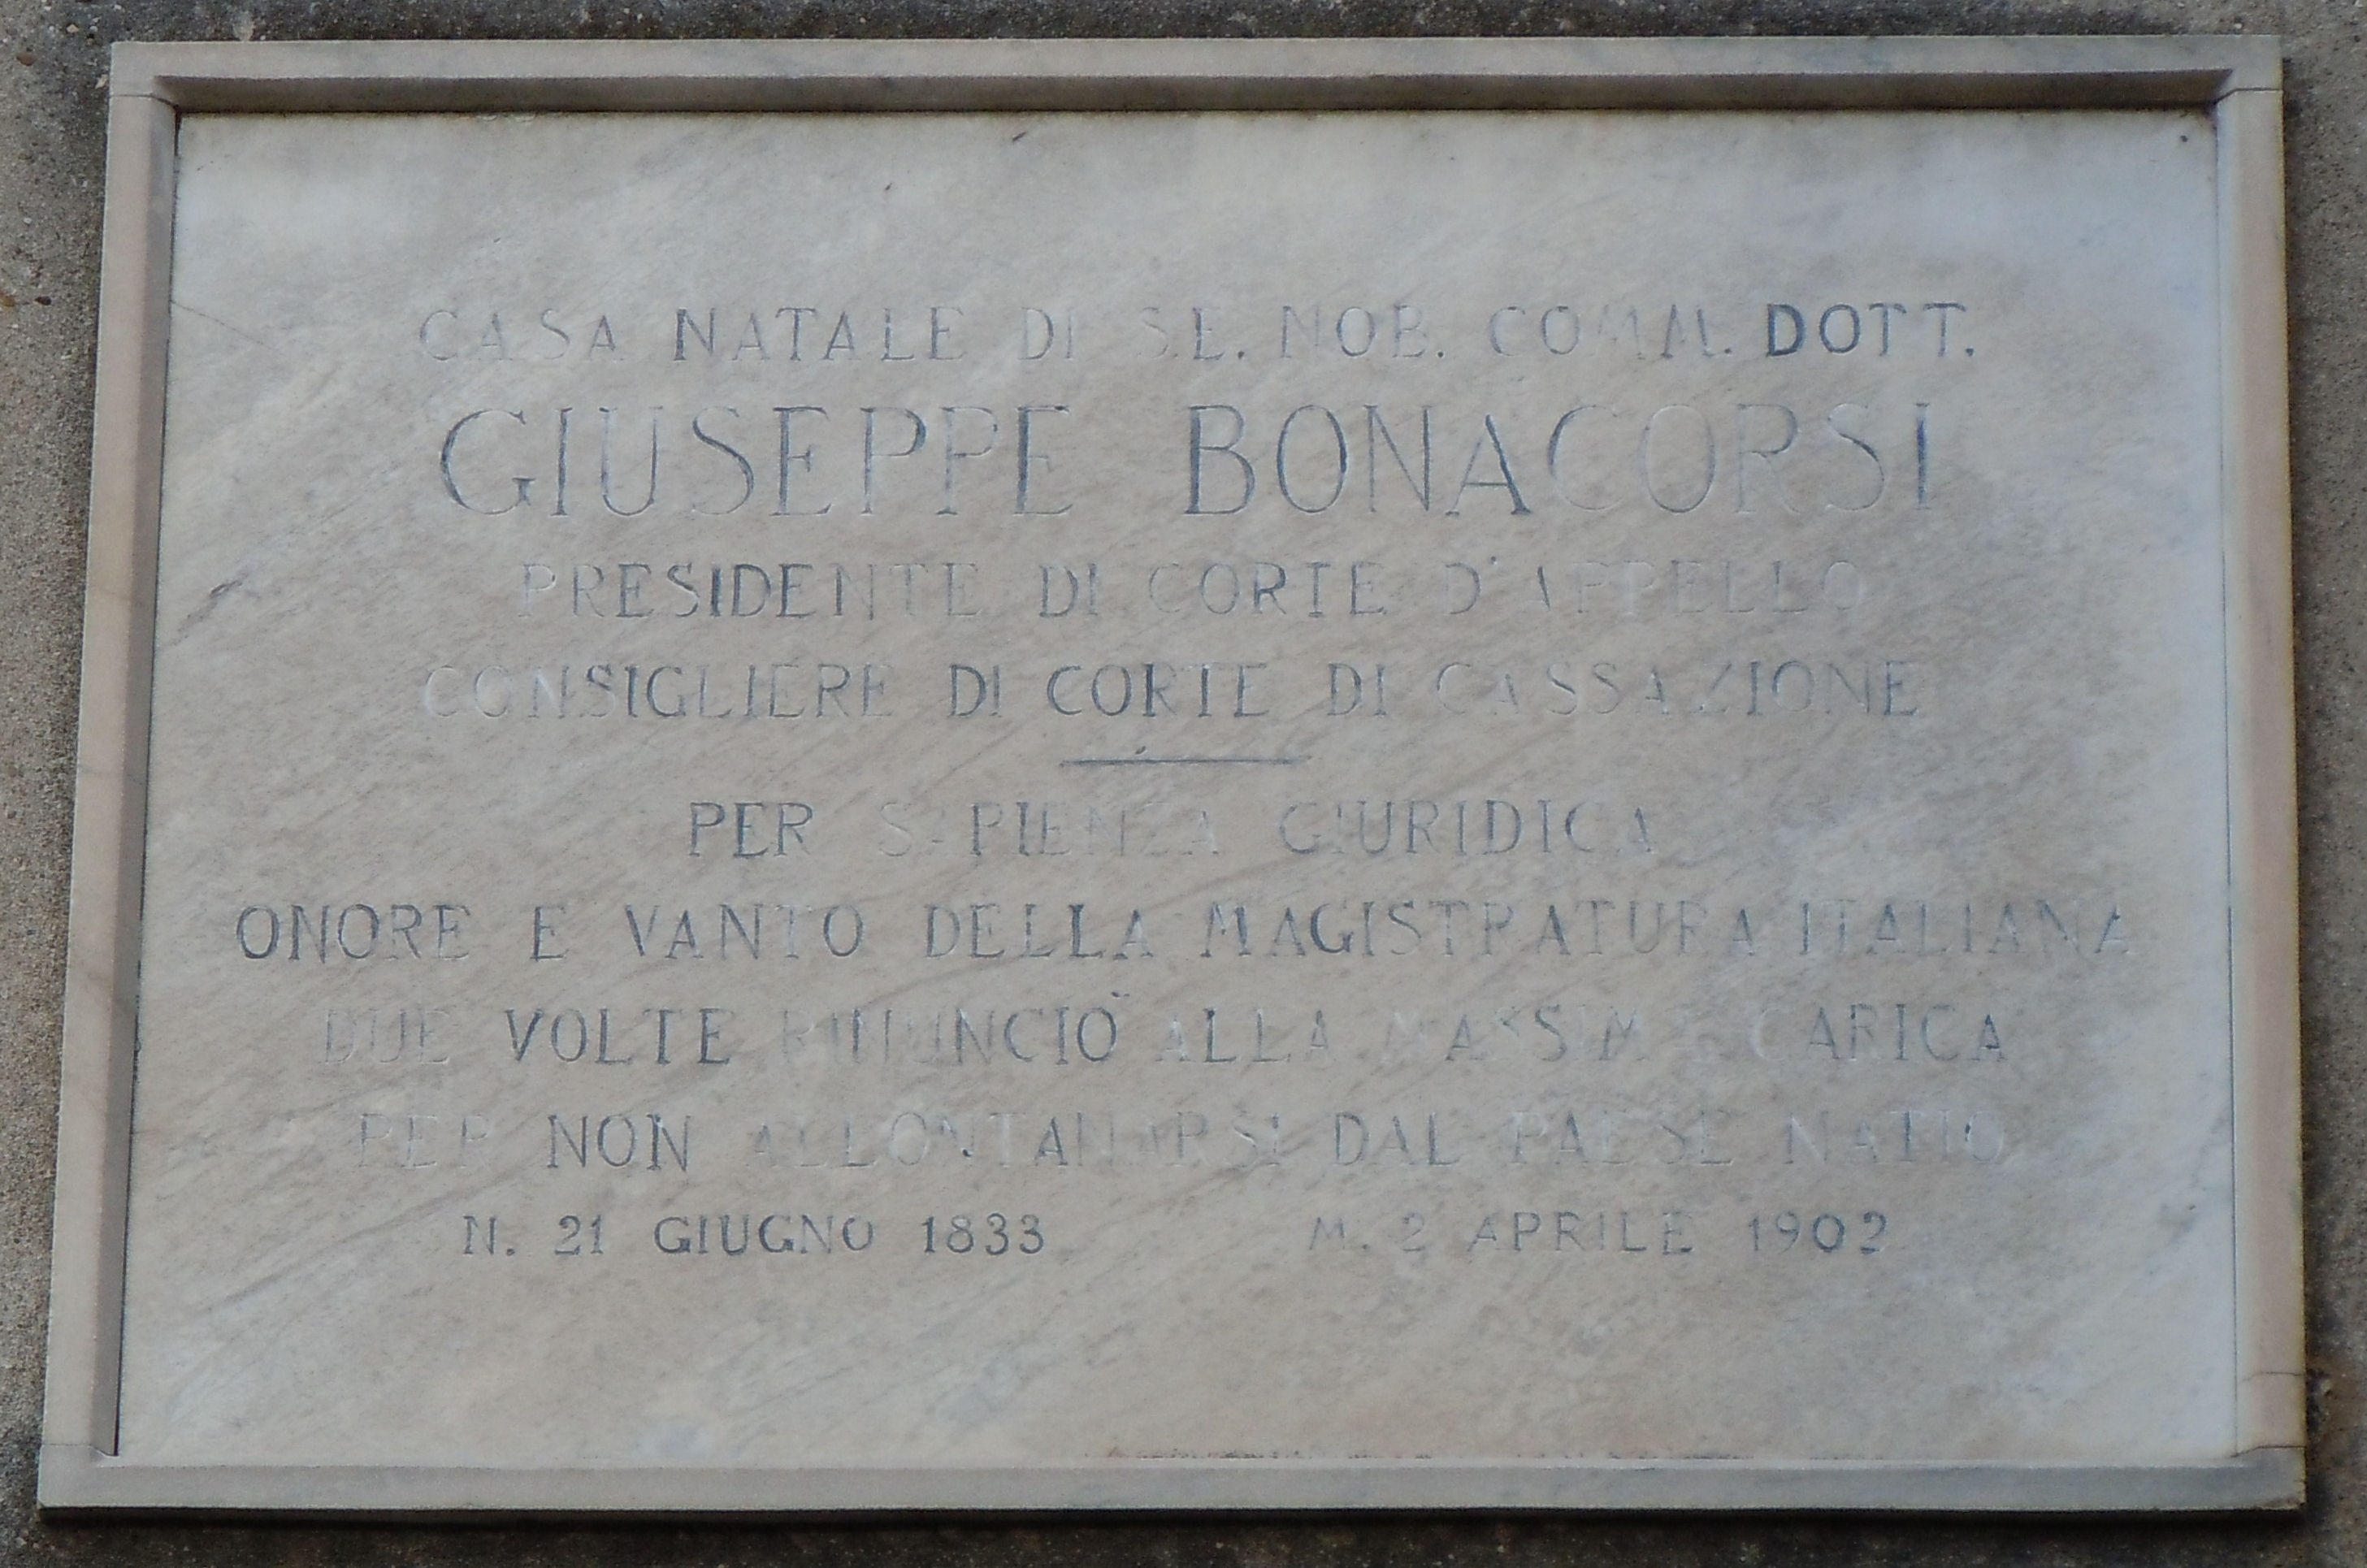 CASA NATALE DI S.E. NOB. COMM. DOTT.
GIUSEPPE BONACORSI
PRESIDENTE DI CORTE D'APPELLO
CONSIGLIERE DI CORTE DI CASSAZIONE
PER SAPIENZA GIURIDICA
ONORE E VANTO DELLA MAGISTRATURA ITALIANA
DUE VOLTE RINUNCIÒ ALLA MASSIMA CARICA
PER NON ALLONTANARSI DAL PAESE NATIO
N. 21 GIUGNO 1833 M. 2 APRILE 1902